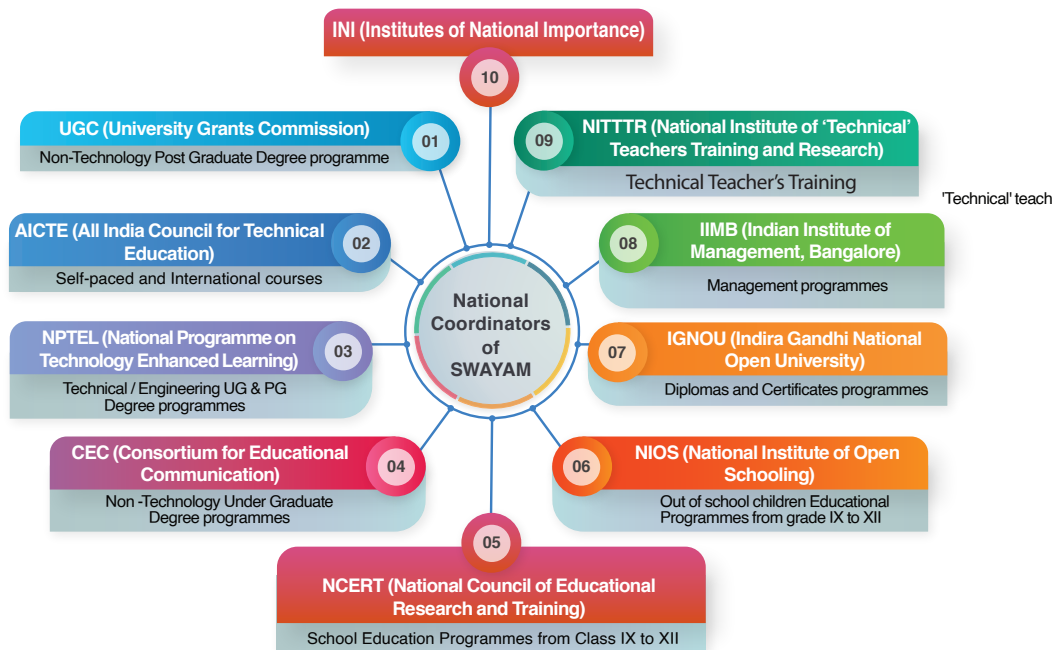 INI (Institutes of National Importance)
10
UGC (University Grants Commission)
01
Non-Technology Post Graduate Degree programme
09
NITTTR (National Institute of ‘Technical’
Teachers Training and Research)
Technical Teacher’s Training
'Technical' teach
AICTE (All India Council for Technical
Education)
02
Self-paced and International courses
08
IIMB (Indian Institute of
Management, Bangalore)
Management programmes
National
Coordinators
of
SWAYAM
NPTEL (National Programme on
Technology Enhanced Learning)
03
Technical / Engineering UG & PG
Degree programmes
07
IGNOU (Indira Gandhi National
Open University)
Diplomas and Certificates programmes
CEC (Consortium for Educational
Communication)
04
Non -Technology Under Graduate
Degree programmes
06
NIOS (National Institute of Open
Schooling)
Out of school children Educational
Programmes from grade IX to XII
05
NCERT (National Council of Educational
Research and Training)
School Education Programmes from Class IX to XII